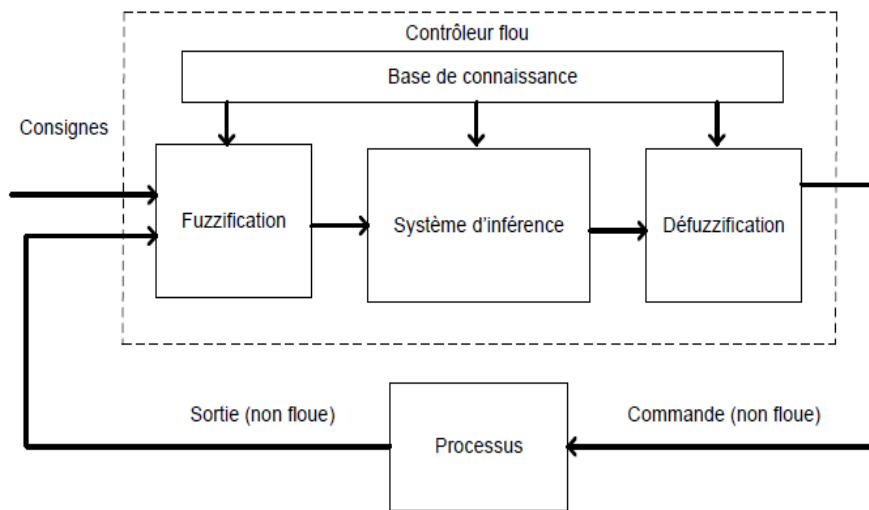 Contrôleur flou
Base de connaissance
Consignes
Fuzzification
Système d'inférence
Défuzzification
Sortie (non floue)
Commande (non floue)
Processus